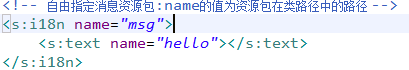 <!-- 自由指定消息资源包:name的值为资源包在类路径中的路径 -->
<s:i18n name="msg">
<s:text name="hello"></s:text>
</s:i18n>